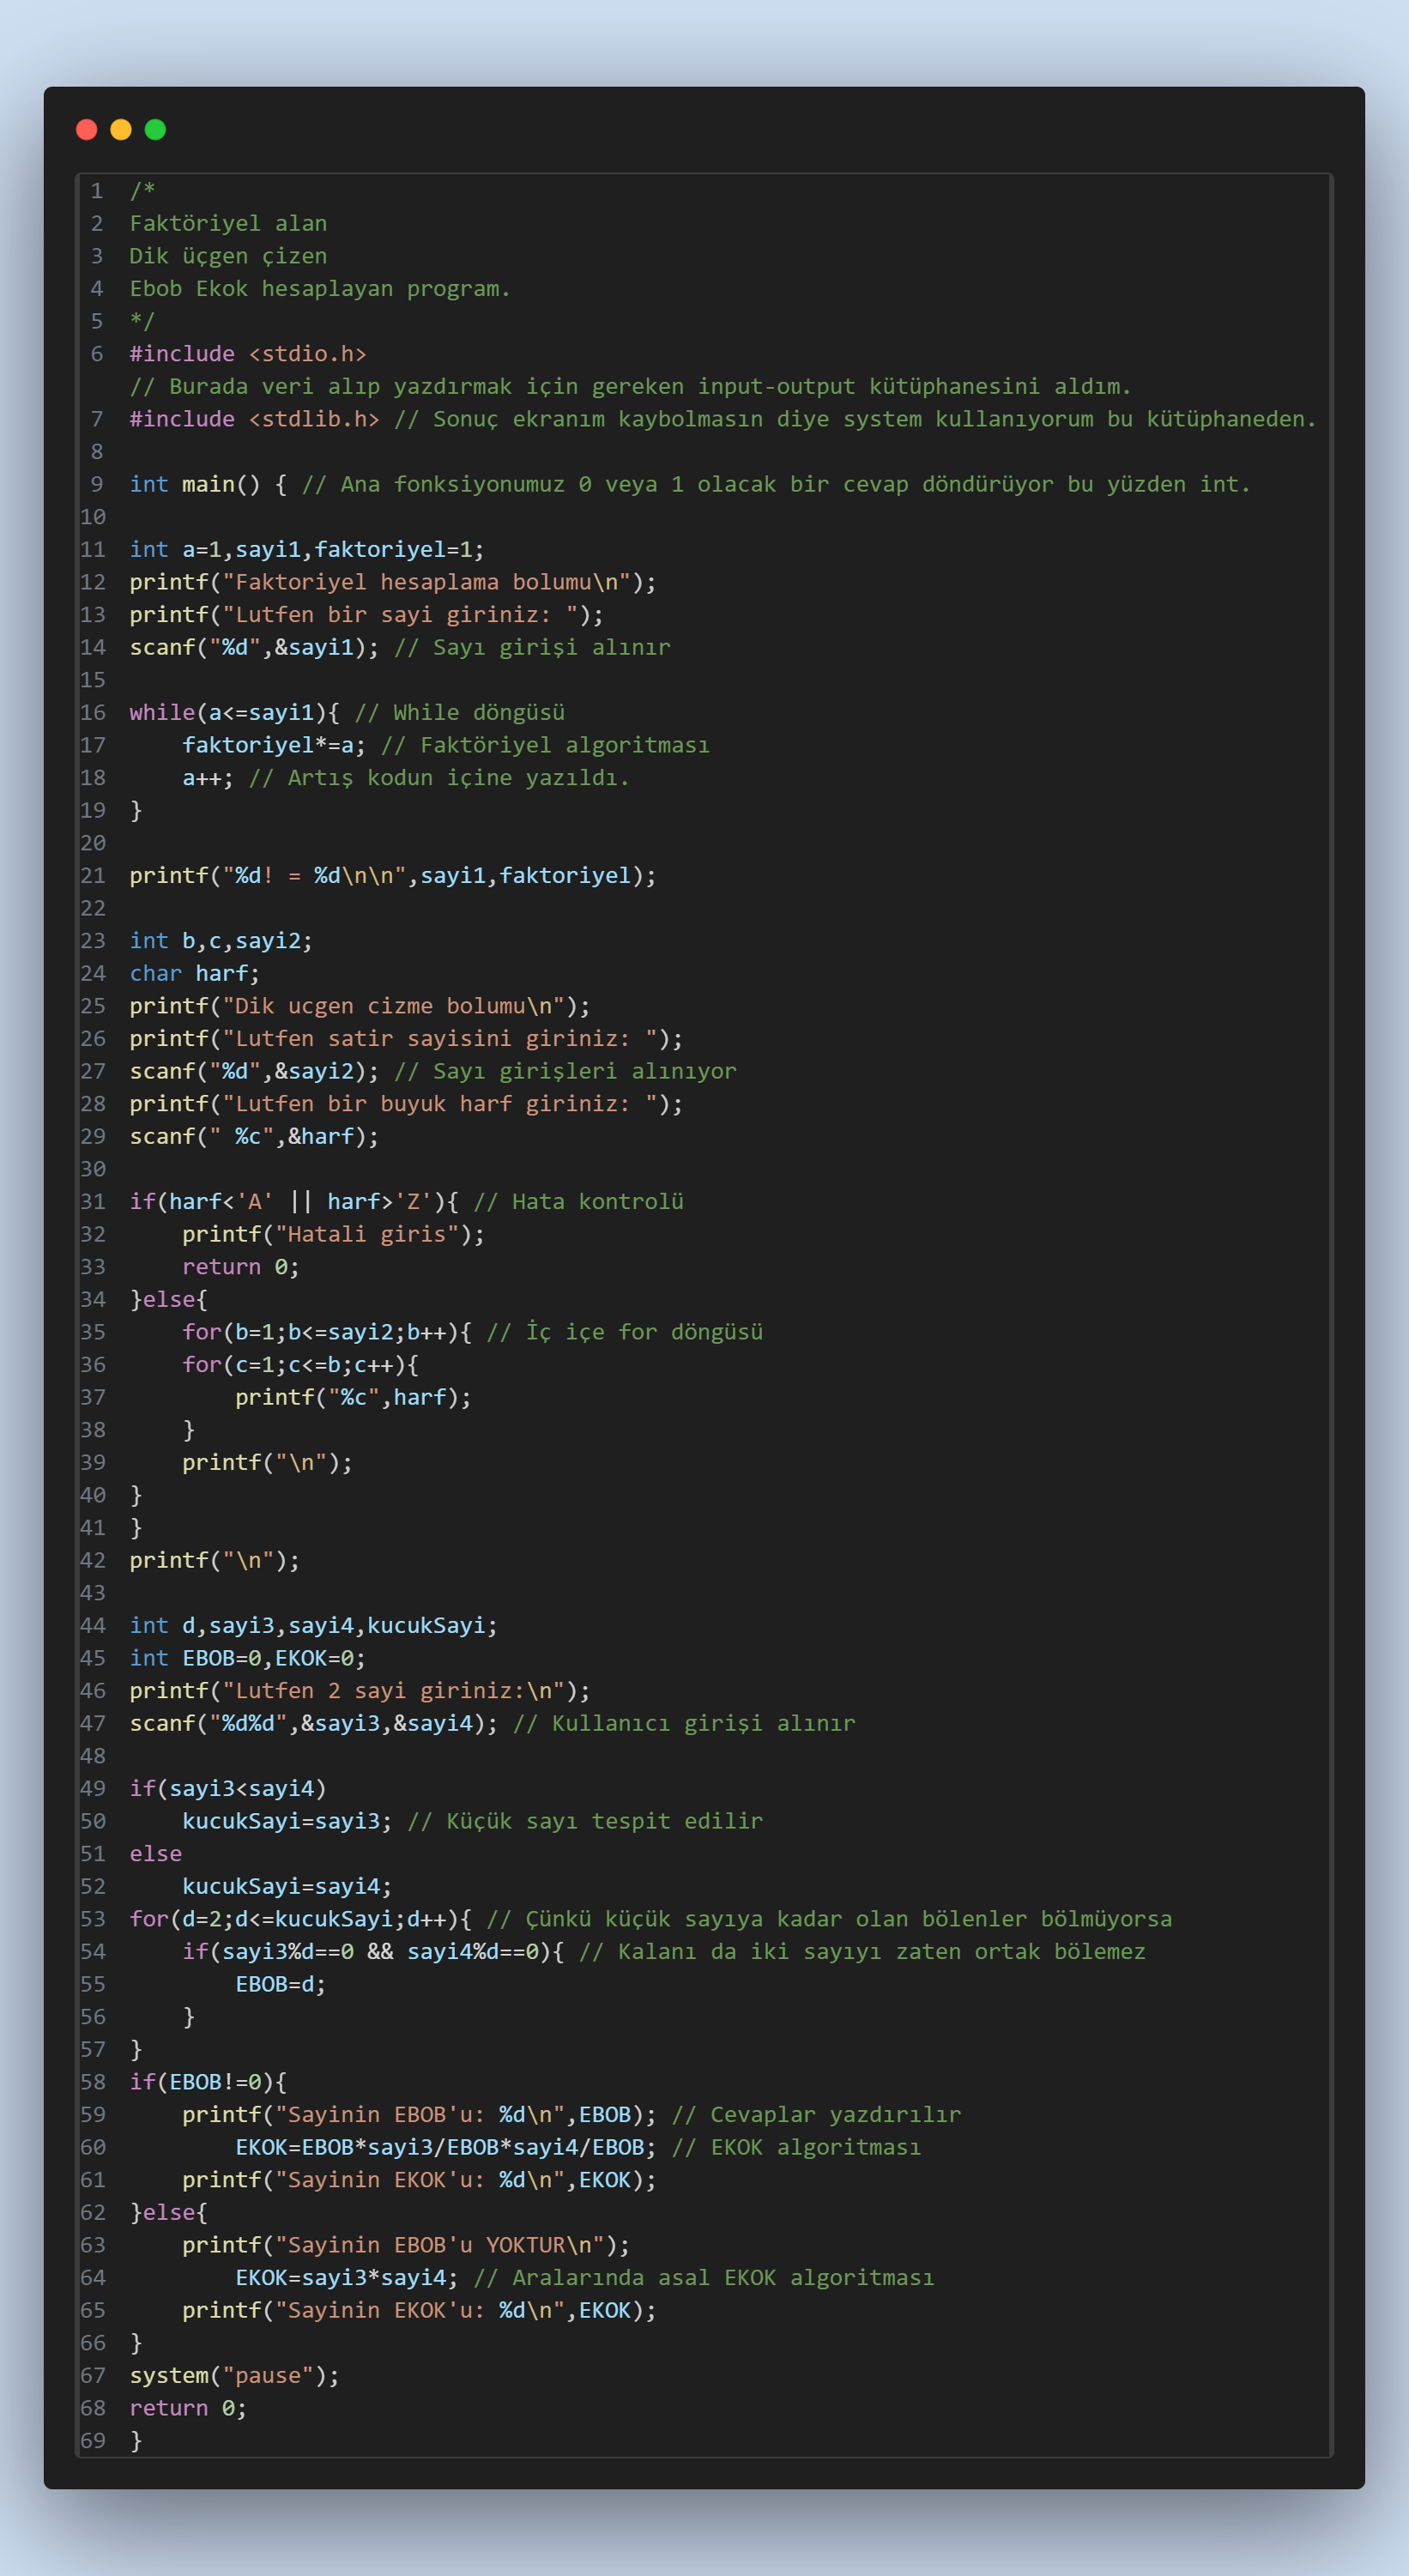 1 /*
2 Faktöriyel alan
3 Dik üçgen çizen
4 Ebob Ekok hesaplayan program.
5 */
6 #include <stdio.h>
// Burada veri alıp yazdırmak için gereken input-output kütüphanesini aldım.
7 #include <stdlib.h> // Sonuç ekranım kaybolmasın diye system kullanıyorum bu kütüphaneden.
8
9 int main() { // Ana fonksiyonumuz 0 veya 1 olacak bir cevap döndürüyor bu yüzden int.
10
11 int a=1,sayi1,faktoriyel=1;
12 printf("Faktoriyel hesaplama bolumu\n");
13 printf("Lutfen bir sayi giriniz: ");
14 scanf("%d",&sayi1); // Sayı girişi alınır
15
16 while(a<=sayi1){ // While döngüsü
17     faktoriyel*=a; // Faktöriyel algoritması
18     a++; // Artış kodun içine yazıldı.
19 }
20
21 printf("%d! = %d\n\n",sayi1,faktoriyel);
22
23 int b,c,sayi2;
24 char harf;
25 printf("Dik ucgen cizme bolumu\n");
26 printf("Lutfen satir sayisini giriniz: ");
27 scanf("%d",&sayi2); // Sayı girişleri alınıyor
28 printf("Lutfen bir buyuk harf giriniz: ");
29 scanf(" %c",&harf);
30
31 if(harf<'A' || harf>'Z'){ // Hata kontrolü
32     printf("Hatali giris");
33     return 0;
34 }else{
35     for(b=1;b<=sayi2;b++){ // İç içe for döngüsü
36     for(c=1;c<=b;c++){
37         printf("%c",harf);
38     }
39     printf("\n");
40 }
41 }
42 printf("\n");
43
44 int d,sayi3,sayi4,kucukSayi;
45 int EBOB=0,EKOK=0;
46 printf("Lutfen 2 sayi giriniz:\n");
47 scanf("%d%d",&sayi3,&sayi4); // Kullanıcı girişi alınır
48
49 if(sayi3<sayi4)
50     kucukSayi=sayi3; // Küçük sayı tespit edilir
51 else
52     kucukSayi=sayi4;
53 for(d=2;d<=kucukSayi;d++){ // Çünkü küçük sayıya kadar olan bölenler bölmüyorsa
54     if(sayi3%d==0 && sayi4%d==0){ // Kalanı da iki sayıyı zaten ortak bölemez
55         EBOB=d;
56     }
57 }
58 if(EBOB!=0){
59     printf("Sayinin EBOB'u: %d\n",EBOB); // Cevaplar yazdırılır
60         EKOK=EBOB*sayi3/EBOB*sayi4/EBOB; // EKOK algoritması
61     printf("Sayinin EKOK'u: %d\n",EKOK);
62 }else{
63     printf("Sayinin EBOB'u YOKTUR\n");
64         EKOK=sayi3*sayi4; // Aralarında asal EKOK algoritması
65     printf("Sayinin EKOK'u: %d\n",EKOK);
66 }
67 system("pause");
68 return 0;
69 }